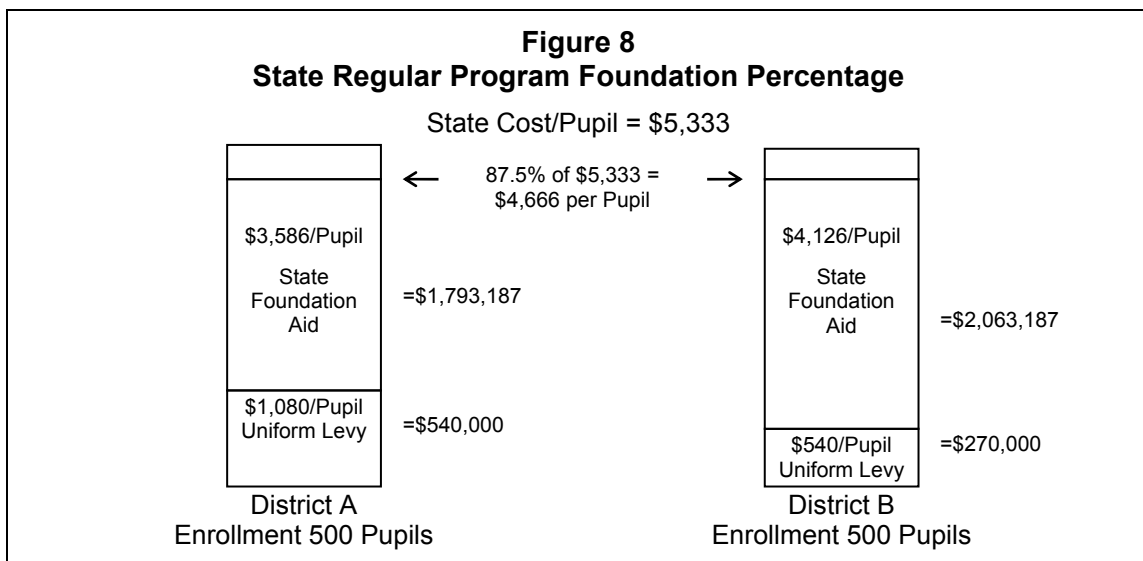 Figure 8
State Regular Program Foundation Percentage
State Cost/Pupil = $5,333
87.5% of $5,333 =
$4,666 per Pupil
$3,586/Pupil
State
Foundation
Aid
=$1,793,187
$1,080/Pupil
Uniform Levy
=$540,000
District A
Enrollment 500 Pupils
$4,126/Pupil
State
Foundation
Aid
=$2,063,187
$540/Pupil
Uniform Levy
=$270,000
District B
Enrollment 500 Pupils